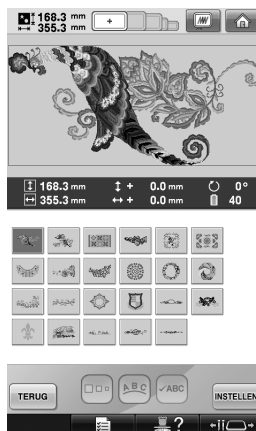 168.3 mm
355.3 mm
168.3 mm + 0.0 mm 0°
355.3 mm + 0.0 mm 40
A B C ABC
TERUG INSTELLEN
?